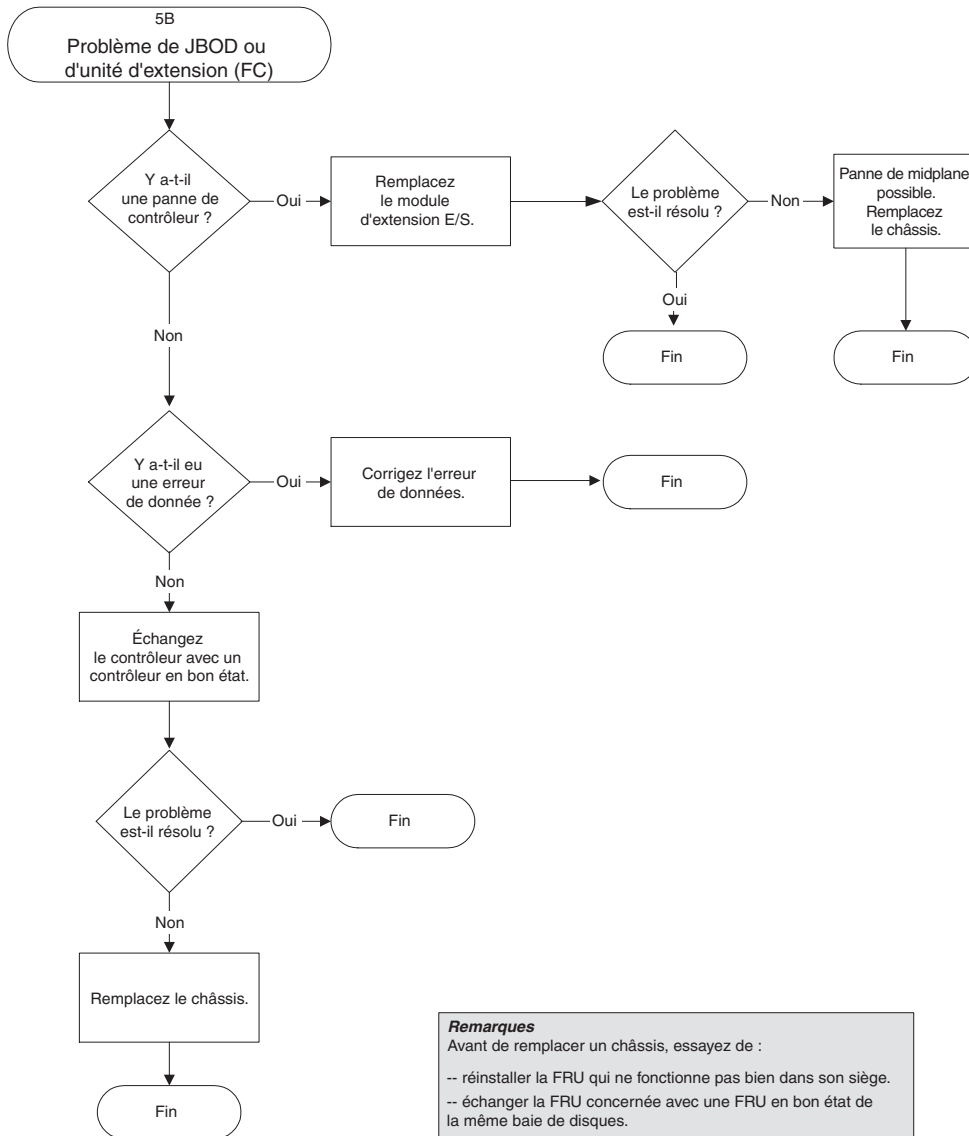 5B
Problème de JBOD ou
d'unité d'extension (FC)
Y a-t-il
une panne de
contrôleur ?
Oui
Remplacez
le module
d'extension E/S.
Le problème
est-il résolu ?
Non
Panne de midplane
possible.
Remplacez
le châssis.
Oui
Fin
Fin
Non
Y a-t-il eu
une erreur
de donnée ?
Oui
Corrigez l'erreur
de données.
Fin
Non
Échangez
le contrôleur avec un
contrôleur en bon état.
Le problème
est-il résolu ?
Oui
Fin
Non
Remplacez le châssis.
Fin
Remarques
Avant de remplacer un châssis, essayez de :
-- réinstaller la FRU qui ne fonctionne pas bien dans son siège.
-- échanger la FRU concernée avec une FRU en bon état de
la même baie de disques.